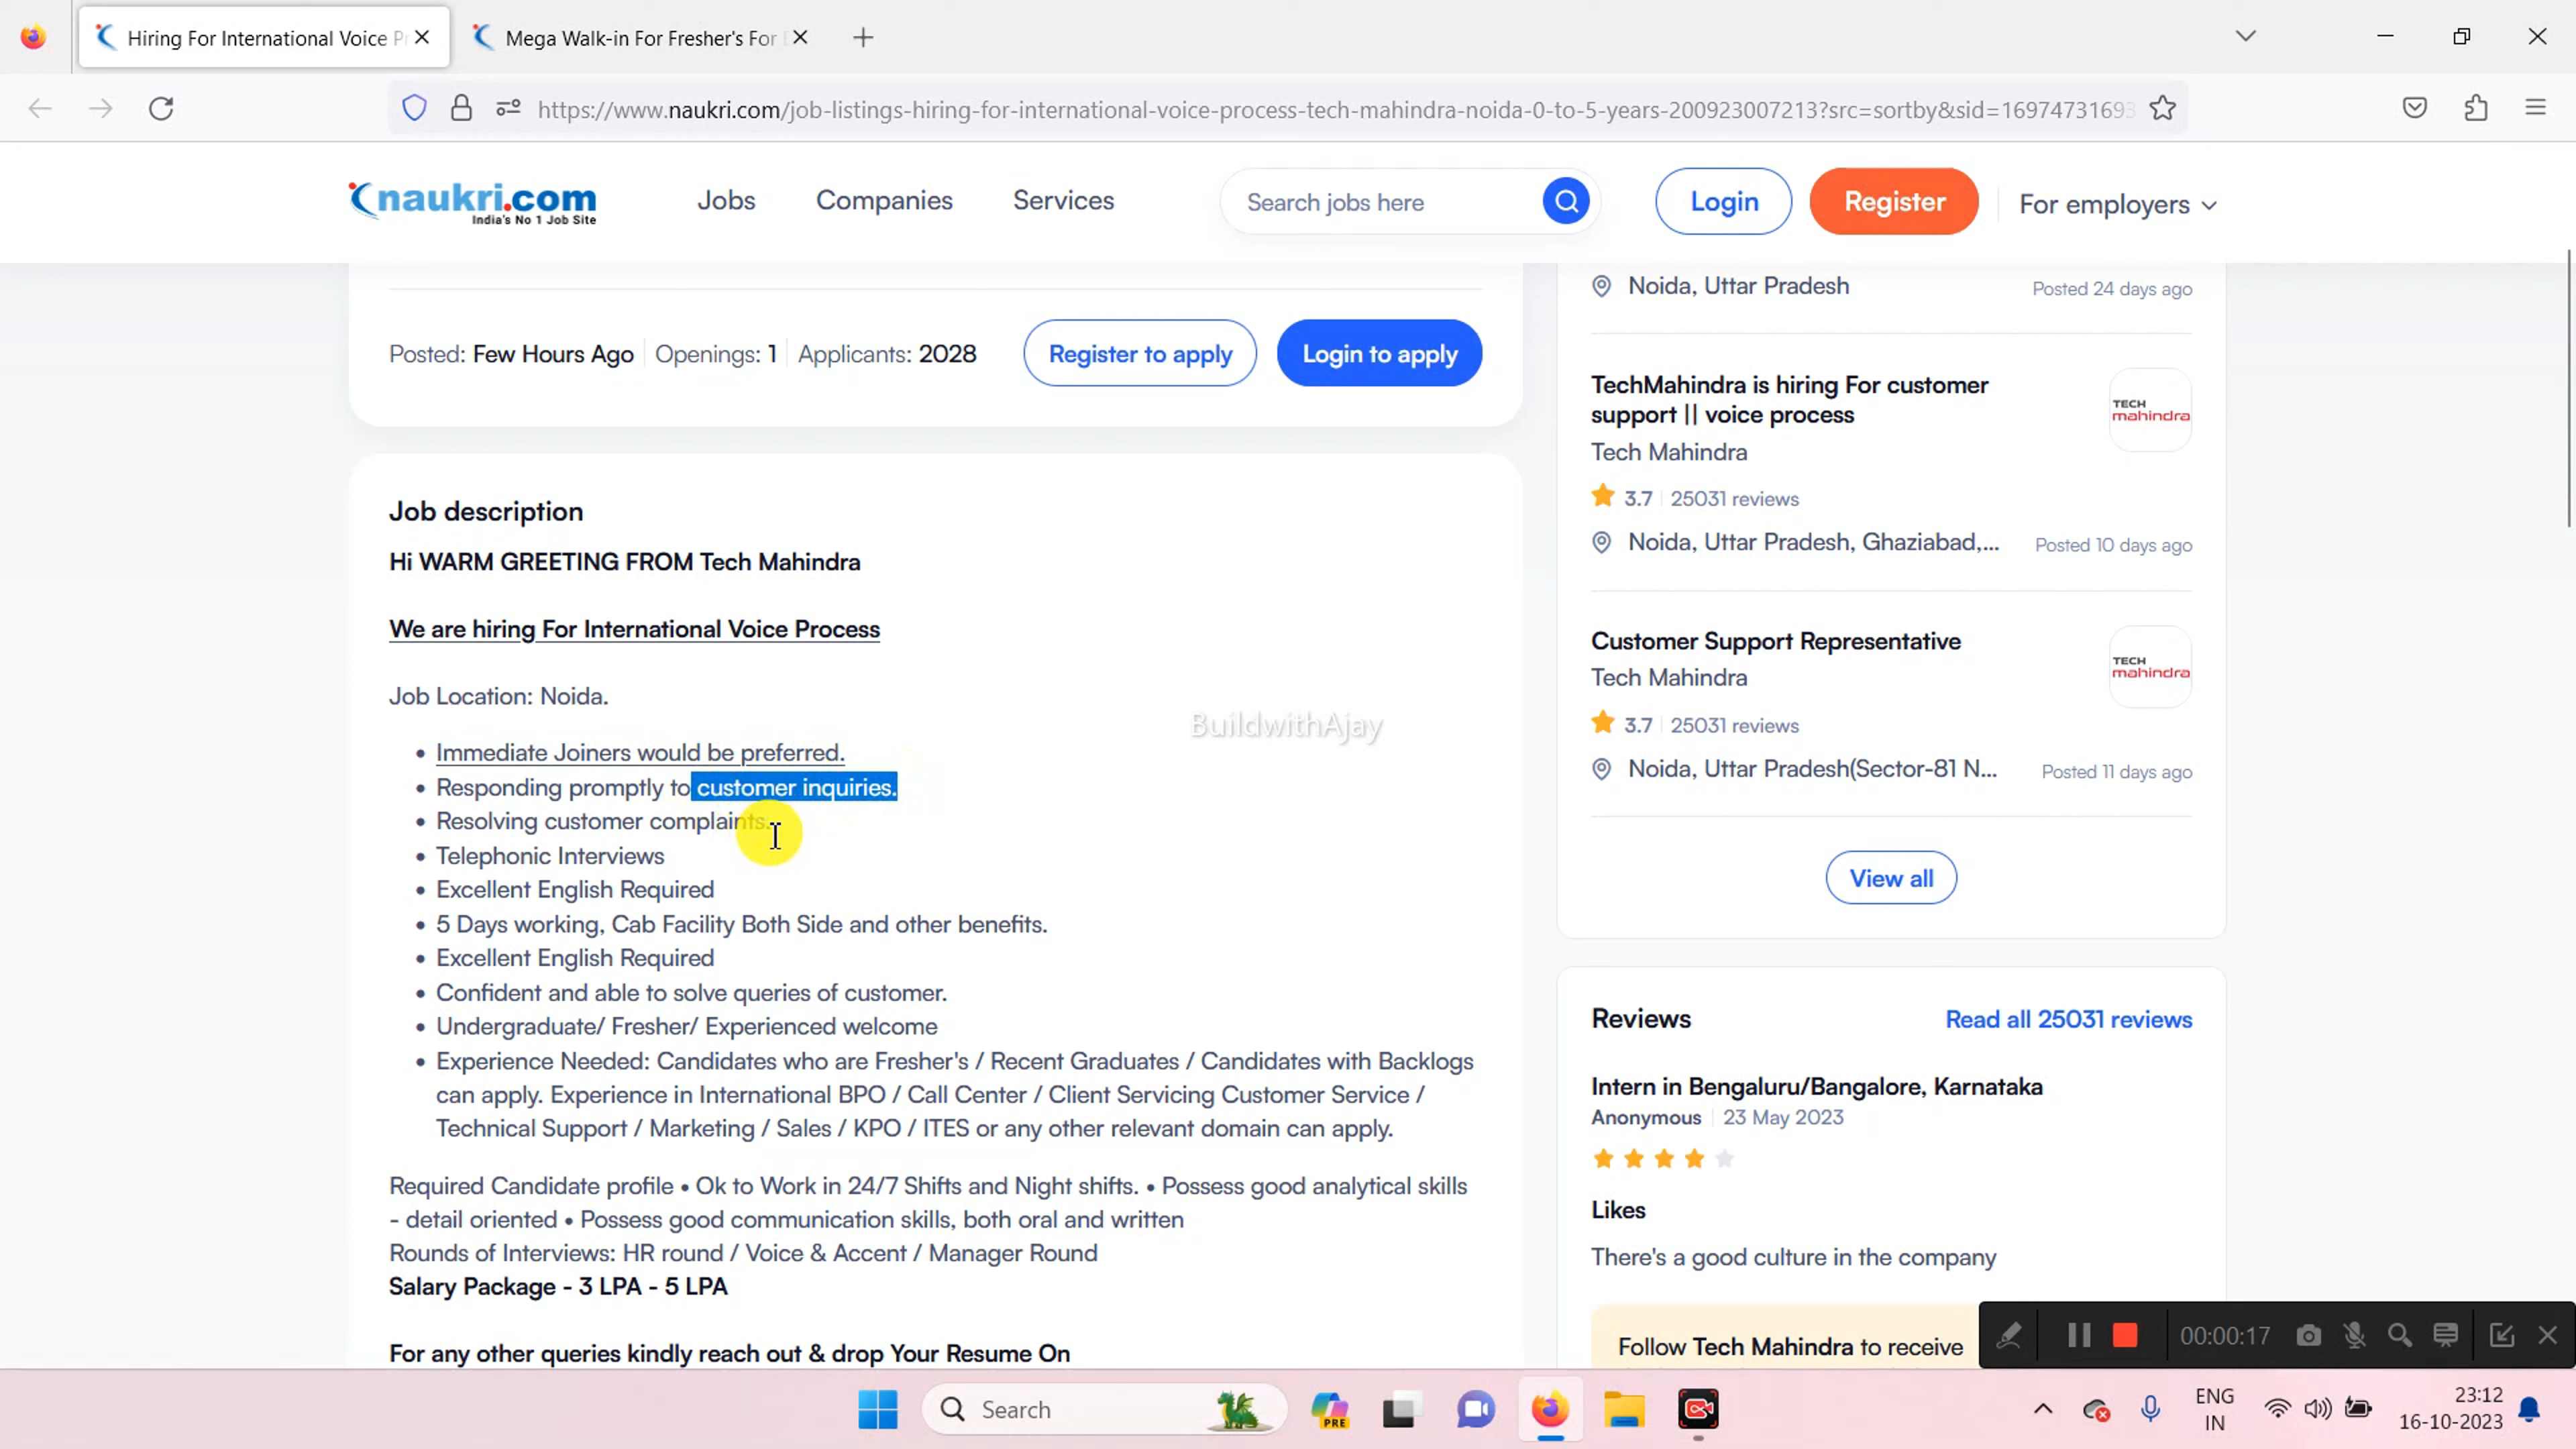 Hiring For International Voice P
Mega Walk-in For Fresher's For
https://www.naukri.com/job-listings-hiring-for-international-voice-process-tech-mahindra-noida-0-to-5-years-200923007213?src=sortby&sid=1697473169
naukri.com
India's No 1 Job Site
Jobs
Companies
Services
Search jobs here
Login
Register
For employers
Posted: Few Hours Ago
Openings: 1
Applicants: 2028
Register to apply
Login to apply
Job description
Hi WARM GREETING FROM Tech Mahindra
We are hiring For International Voice Process
Job Location: Noida.
• Immediate Joiners would be preferred.
• Responding promptly to customer inquiries.
• Resolving customer complaints.
• Telephonic Interviews
• Excellent English Required
• 5 Days working, Cab Facility Both Side and other benefits.
• Excellent English Required
• Confident and able to solve queries of customer.
• Undergraduate/ Fresher/ Experienced welcome
• Experience Needed: Candidates who are Fresher's / Recent Graduates / Candidates with Backlogs
can apply. Experience in International BPO / Call Center / Client Servicing Customer Service /
Technical Support / Marketing / Sales / KPO / ITES or any other relevant domain can apply.
Required Candidate profile • Ok to Work in 24/7 Shifts and Night shifts. • Possess good analytical skills
- detail oriented • Possess good communication skills, both oral and written
Rounds of Interviews: HR round / Voice & Accent / Manager Round
Salary Package - 3 LPA - 5 LPA
For any other queries kindly reach out & drop Your Resume On
BuildwithAjay
Noida, Uttar Pradesh
Posted 24 days ago
TechMahindra is hiring For customer
support || voice process
Tech Mahindra
TECH
mahindra
3.7
25031 reviews
Noida, Uttar Pradesh, Ghaziabad,...
Posted 10 days ago
Customer Support Representative
Tech Mahindra
TECH
mahindra
3.7
25031 reviews
Noida, Uttar Pradesh(Sector-81 N...
Posted 11 days ago
View all
Reviews
Read all 25031 reviews
Intern in Bengaluru/Bangalore, Karnataka
Anonymous
23 May 2023
Likes
There's a good culture in the company
Follow Tech Mahindra to receive
00:00:17
Search
PRE
ENG
IN
23:12
16-10-2023